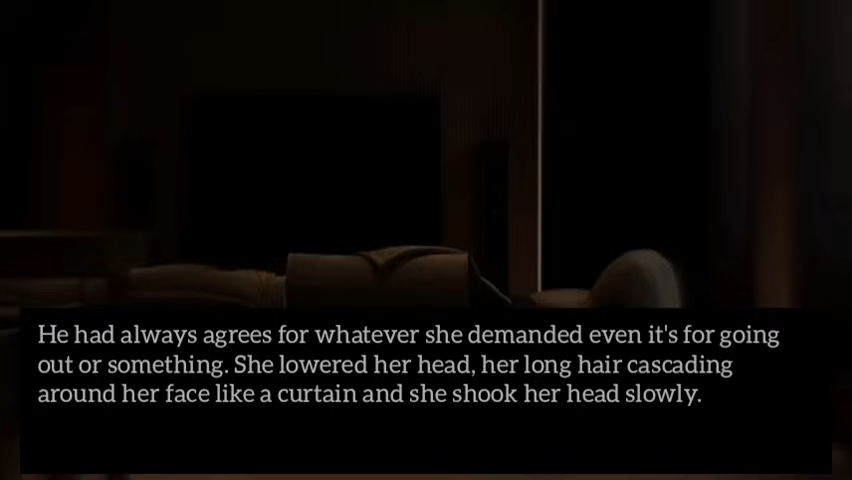 He had always agrees for whatever she demanded even it's for going
out or something. She lowered her head, her long hair cascading
around her face like a curtain and she shook her head slowly.